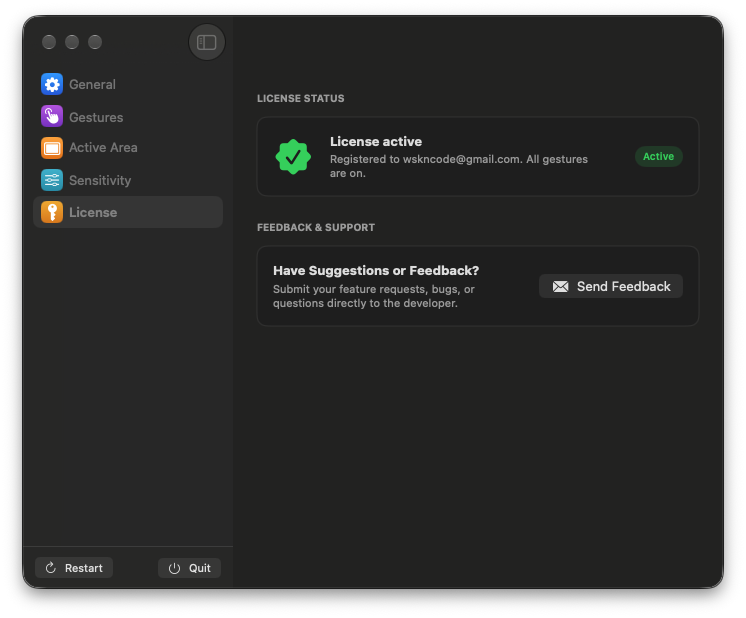 General
Gestures
Active Area
Sensitivity
License
Restart
Quit
LICENSE STATUS
License active
Registered to wskncode@gmail.com. All gestures
are on.
Active
FEEDBACK & SUPPORT
Have Suggestions or Feedback?
Submit your feature requests, bugs, or
questions directly to the developer.
Send Feedback